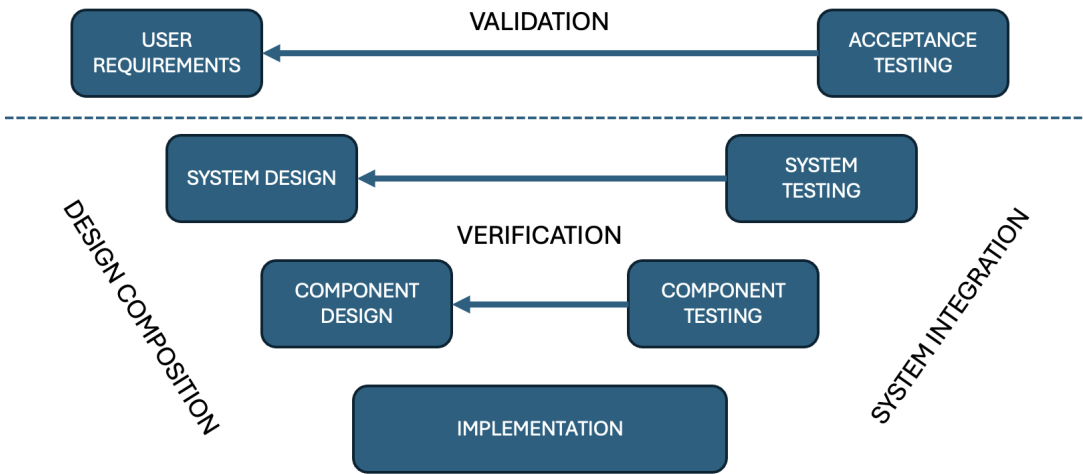 VALIDATION
USER
REQUIREMENTS
ACCEPTANCE
TESTING
SYSTEM DESIGN
SYSTEM
TESTING
DESIGN COMPOSITION
VERIFICATION
SYSTEM INTEGRATION
COMPONENT
DESIGN
COMPONENT
TESTING
IMPLEMENTATION